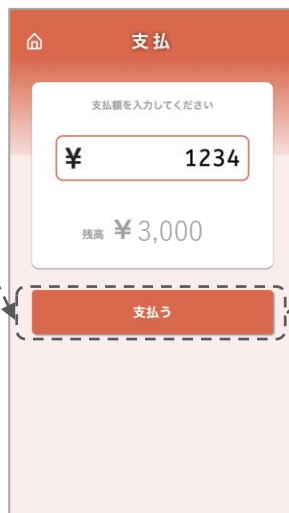 支払
支払額を入力してください
¥ 1234
残高 ¥ 3,000
支払う